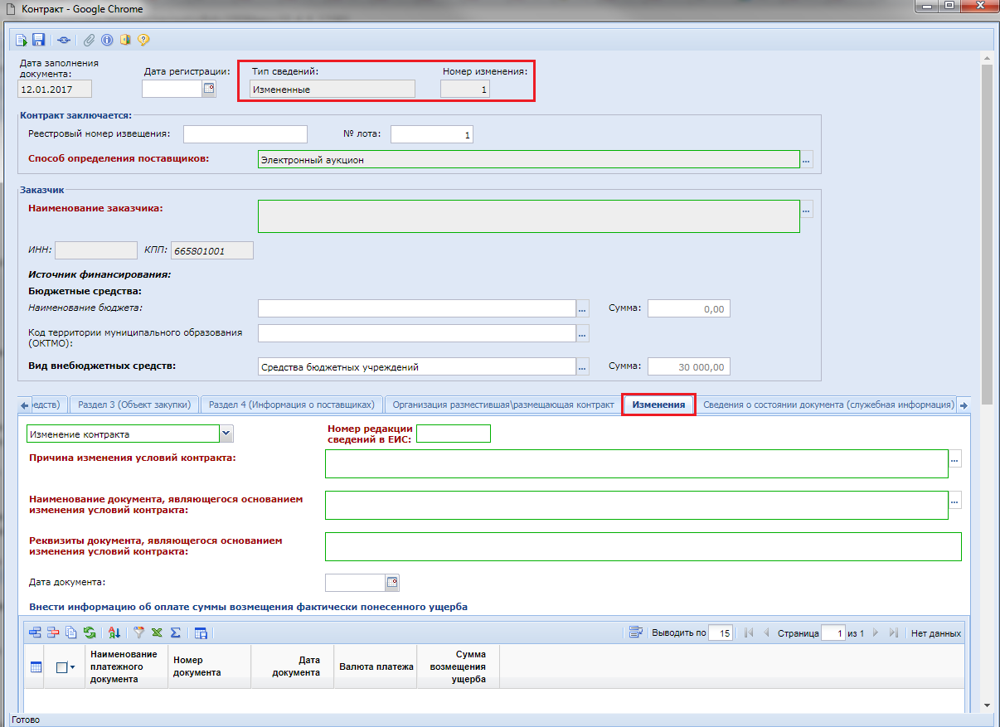 Контракт - Google Chrome
Дата заполнения
документа:
Дата регистрации:
Тип сведений:
Номер изменения:
12.01.2017
Измененные
1
Контракт заключается:
Реестровый номер извещения:
№ лота:
1
Способ определения поставщиков:
Электронный аукцион
...
Заказчик
Наименование заказчика:
...
ИНН:
КПП:
665801001
Источник финансирования:
Бюджетные средства:
Наименование бюджета:
...
Сумма:
0,00
Код территории муниципального образования
(ОКТМО):
...
Вид внебюджетных средств:
Средства бюджетных учреждений
...
Сумма:
30 000,00
едств)
Раздел 3 (Объект закупки)
Раздел 4 (Информация о поставщиках)
Организация разместившая\размещающая контракт
Изменения
Сведения о состоянии документа (служебная информация)
Изменение контракта
Номер редакции
сведений в ЕИС:
Причина изменения условий контракта:
...
Наименование документа, являющегося основанием
изменения условий контракта:
...
Реквизиты документа, являющегося основанием
изменения условий контракта:
Дата документа:
Внести информацию об оплате суммы возмещения фактически понесенного ущерба
Выводить по
15
Страница
1
из 1
Нет данных
Наименование
платежного
документа
Номер
документа
Дата
документа
Валюта платежа
Сумма
возмещения
ущерба
Готово